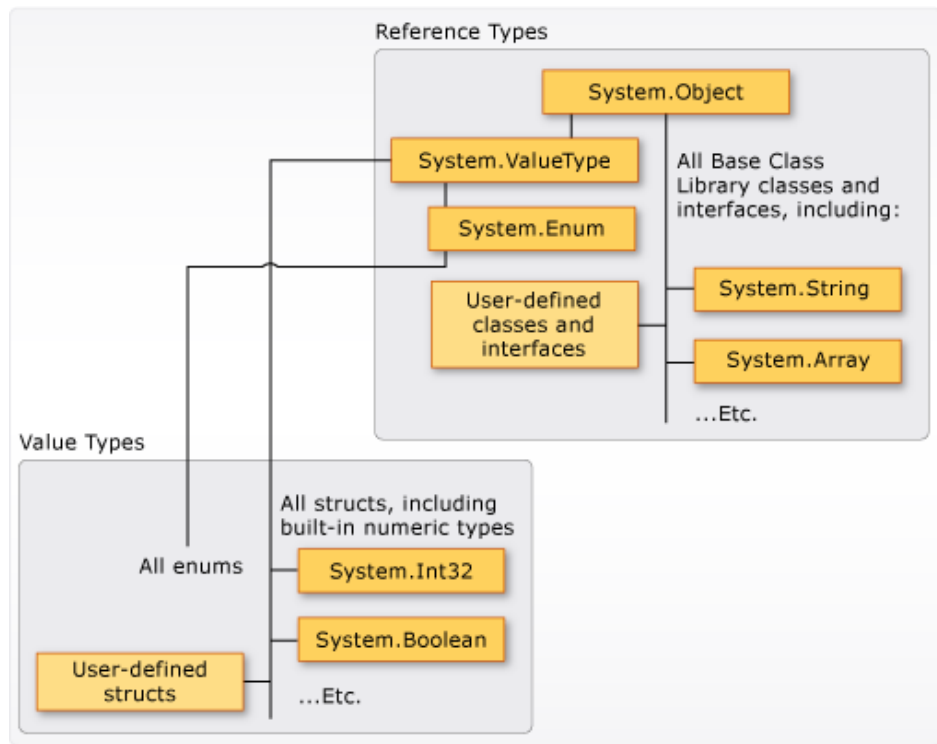 Reference Types
System.Object
System.ValueType
All Base Class
Library classes and
interfaces, including:
System.Enum
User-defined
classes and
interfaces
System.String
System.Array
...Etc.
Value Types
All structs, including
built-in numeric types
All enums
System.Int32
System.Boolean
User-defined
structs
...Etc.